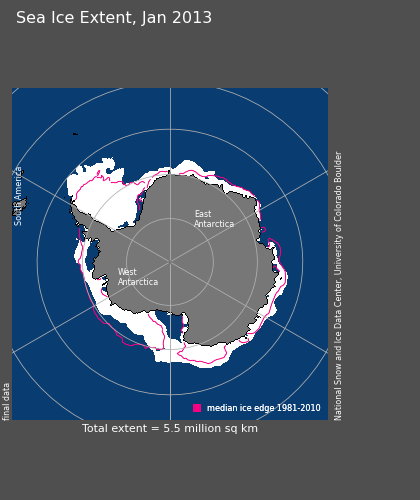 Sea Ice Extent, Jan 2013
South America
East
Antarctica
West
Antarctica
National Snow and Ice Data Center, University of Colorado Boulder
final data
median ice edge 1981-2010
Total extent = 5.5 million sq km